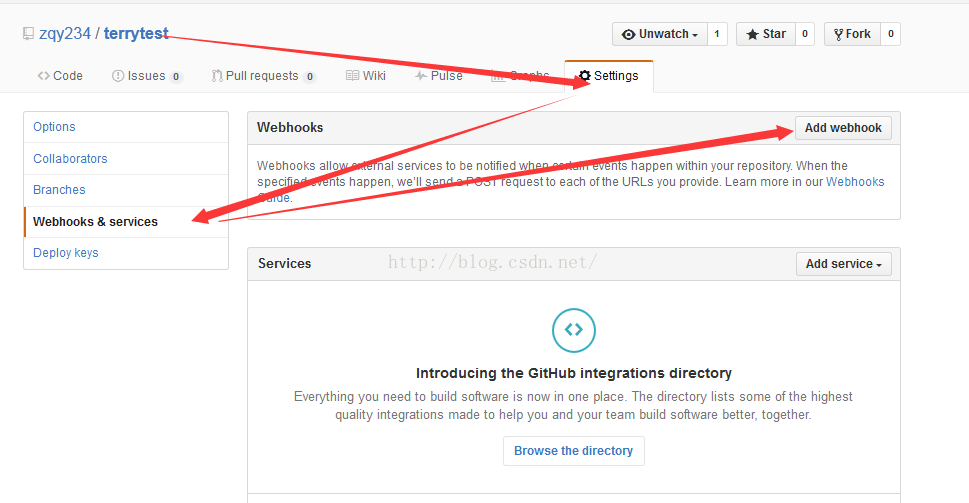 zqy234 / terrytest
Unwatch 1 Star 0 Fork 0
Code Issues 0 Pull requests 0 Wiki Pulse Graphs Settings
Options
Collaborators
Branches
Webhooks & services
Deploy keys
Webhooks Add webhook
Webhooks allow external services to be notified when certain events happen within your repository. When the
specified events happen, we'll send a POST request to each of the URLs you provide. Learn more in our Webhooks
Guide.
Services Add service
http://blog.csdn.net/
Introducing the GitHub integrations directory
Everything you need to build software is now in one place. The directory lists some of the highest
quality integrations made to help you and your team build software better, together.
Browse the directory